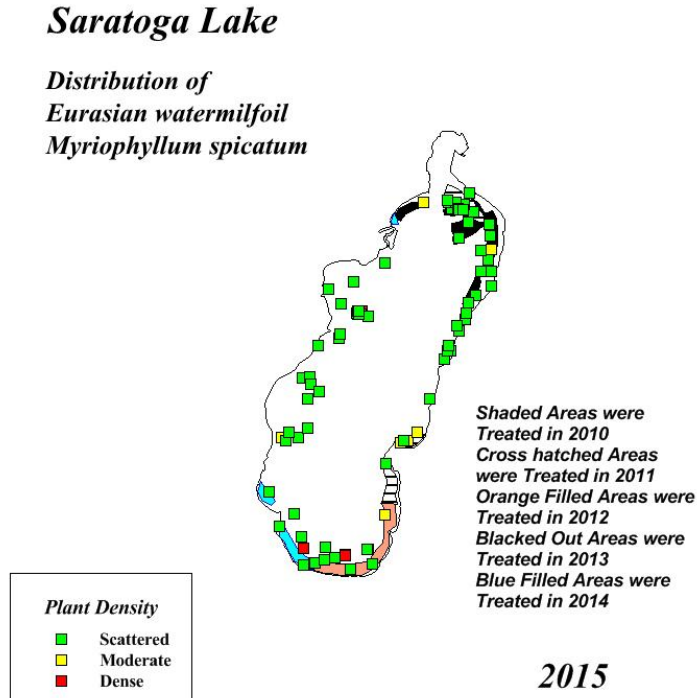 Saratoga Lake
Distribution of
Eurasian watermilfoil
Myriophyllum spicatum
Shaded Areas were
Treated in 2010
Cross hatched Areas
were Treated in 2011
Orange Filled Areas were
Treated in 2012
Blacked Out Areas were
Treated in 2013
Blue Filled Areas were
Treated in 2014
Plant Density
Scattered
Moderate
Dense
2015